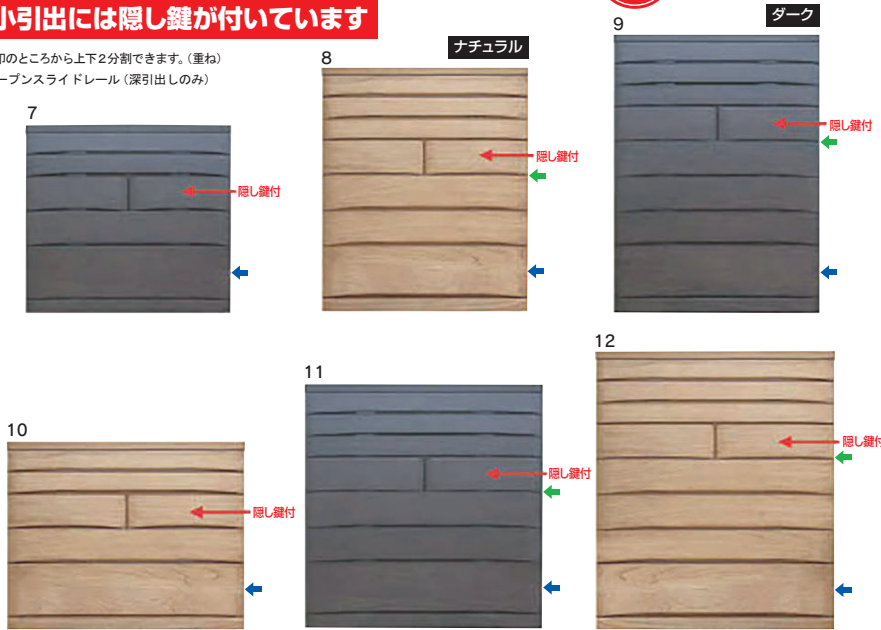 小引出には隠し鍵が付いています
印のところから上下2分割できます。(重ね)
ープンスライドレール(深引出しのみ)
7
隠し鍵付
8
ナチュラル
隠し鍵付
9
ダーク
隠し鍵付
10
隠し鍵付
11
隠し鍵付
12
隠し鍵付